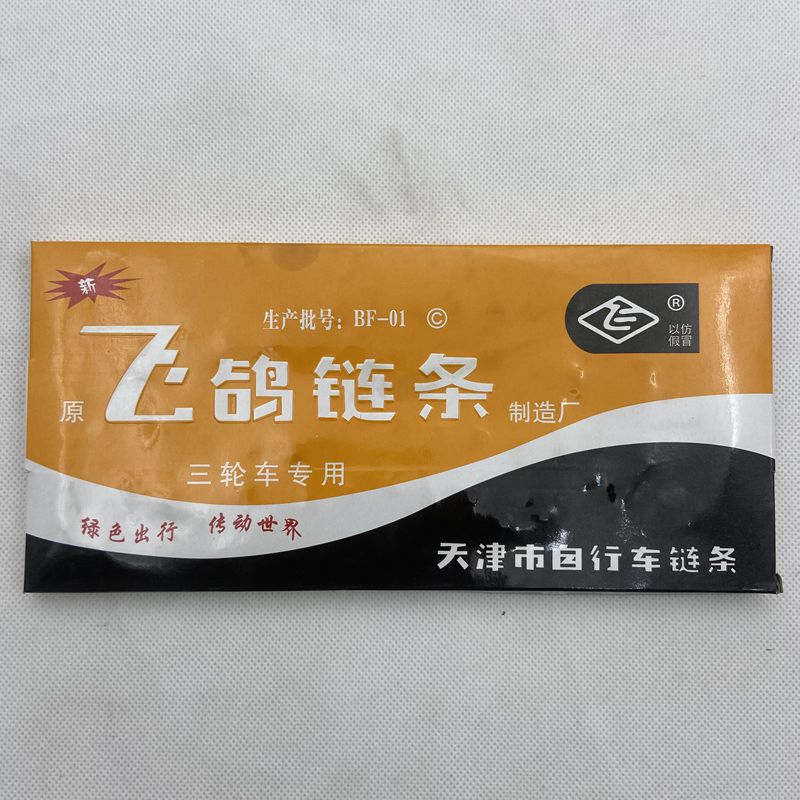 新
生产批号：BF-01 ©
飞 ®
以仿
假冒
原 飞鸽链条 制造厂
三轮车专用
绿色出行 传动世界
天津市自行车链条